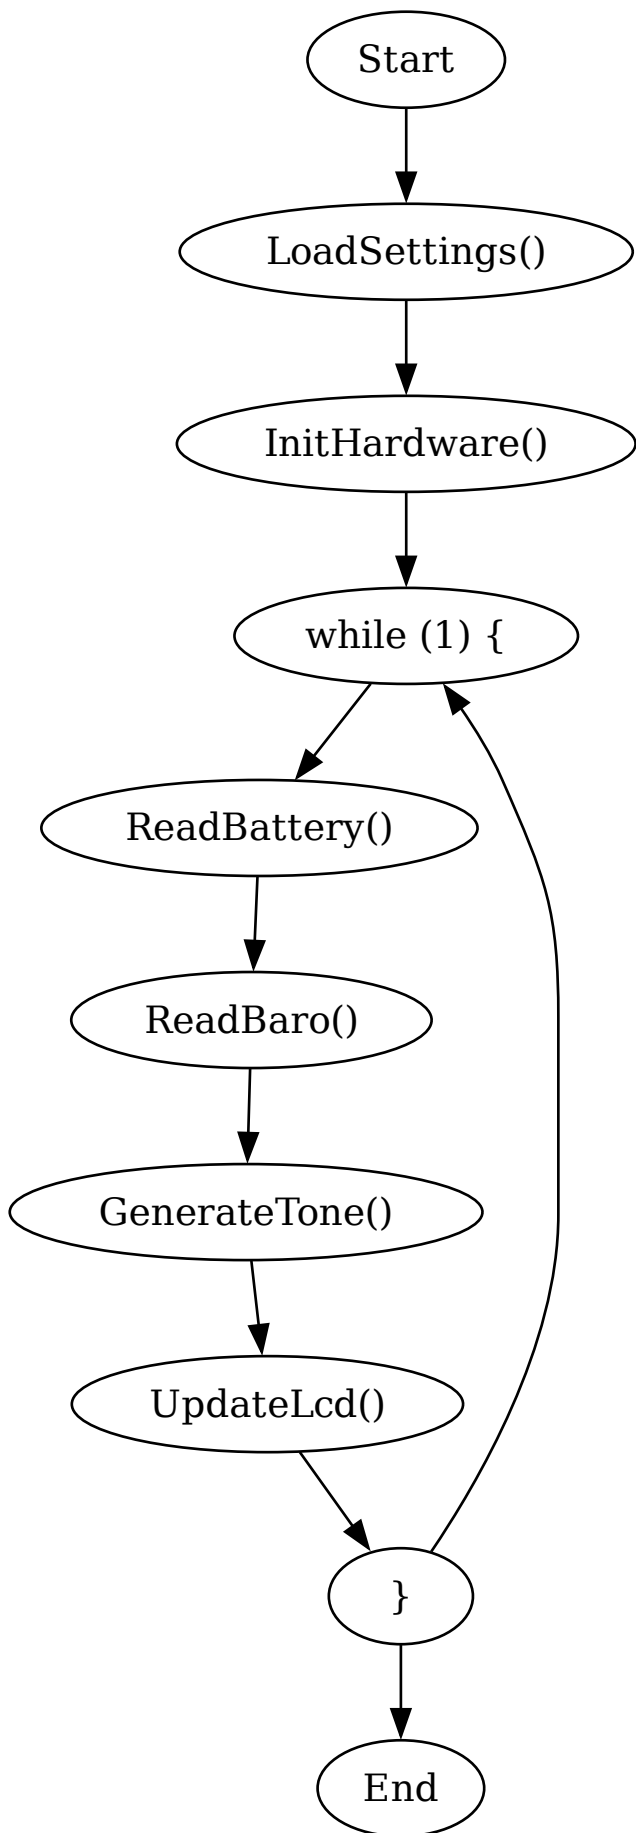 Start
LoadSettings()
InitHardware()
while (1) {
ReadBattery()
ReadBaro()
GenerateTone()
UpdateLcd()
}
End